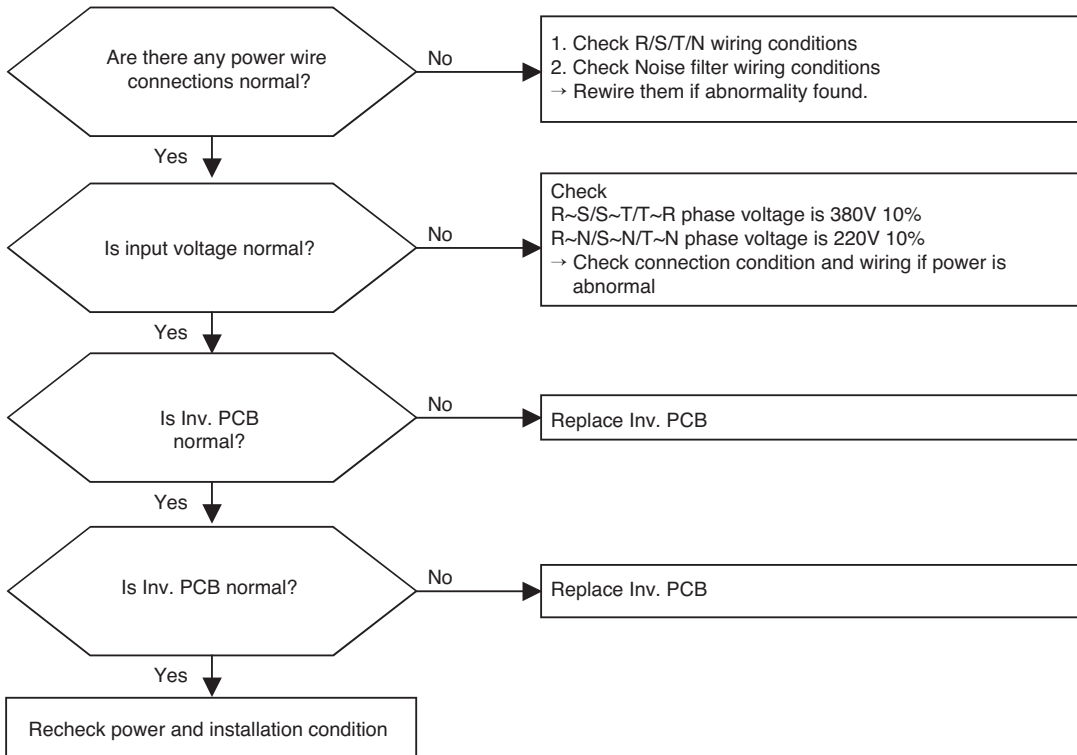 Are there any power wire
connections normal?
No
1. Check R/S/T/N wiring conditions
2. Check Noise filter wiring conditions
→ Rewire them if abnormality found.
Yes
Is input voltage normal?
No
Check
R~S/S~T/T~R phase voltage is 380V 10%
R~N/S~N/T~N phase voltage is 220V 10%
→ Check connection condition and wiring if power is
abnormal
Yes
Is Inv. PCB
normal?
No
Replace Inv. PCB
Yes
Is Inv. PCB normal?
No
Replace Inv. PCB
Yes
Recheck power and installation condition